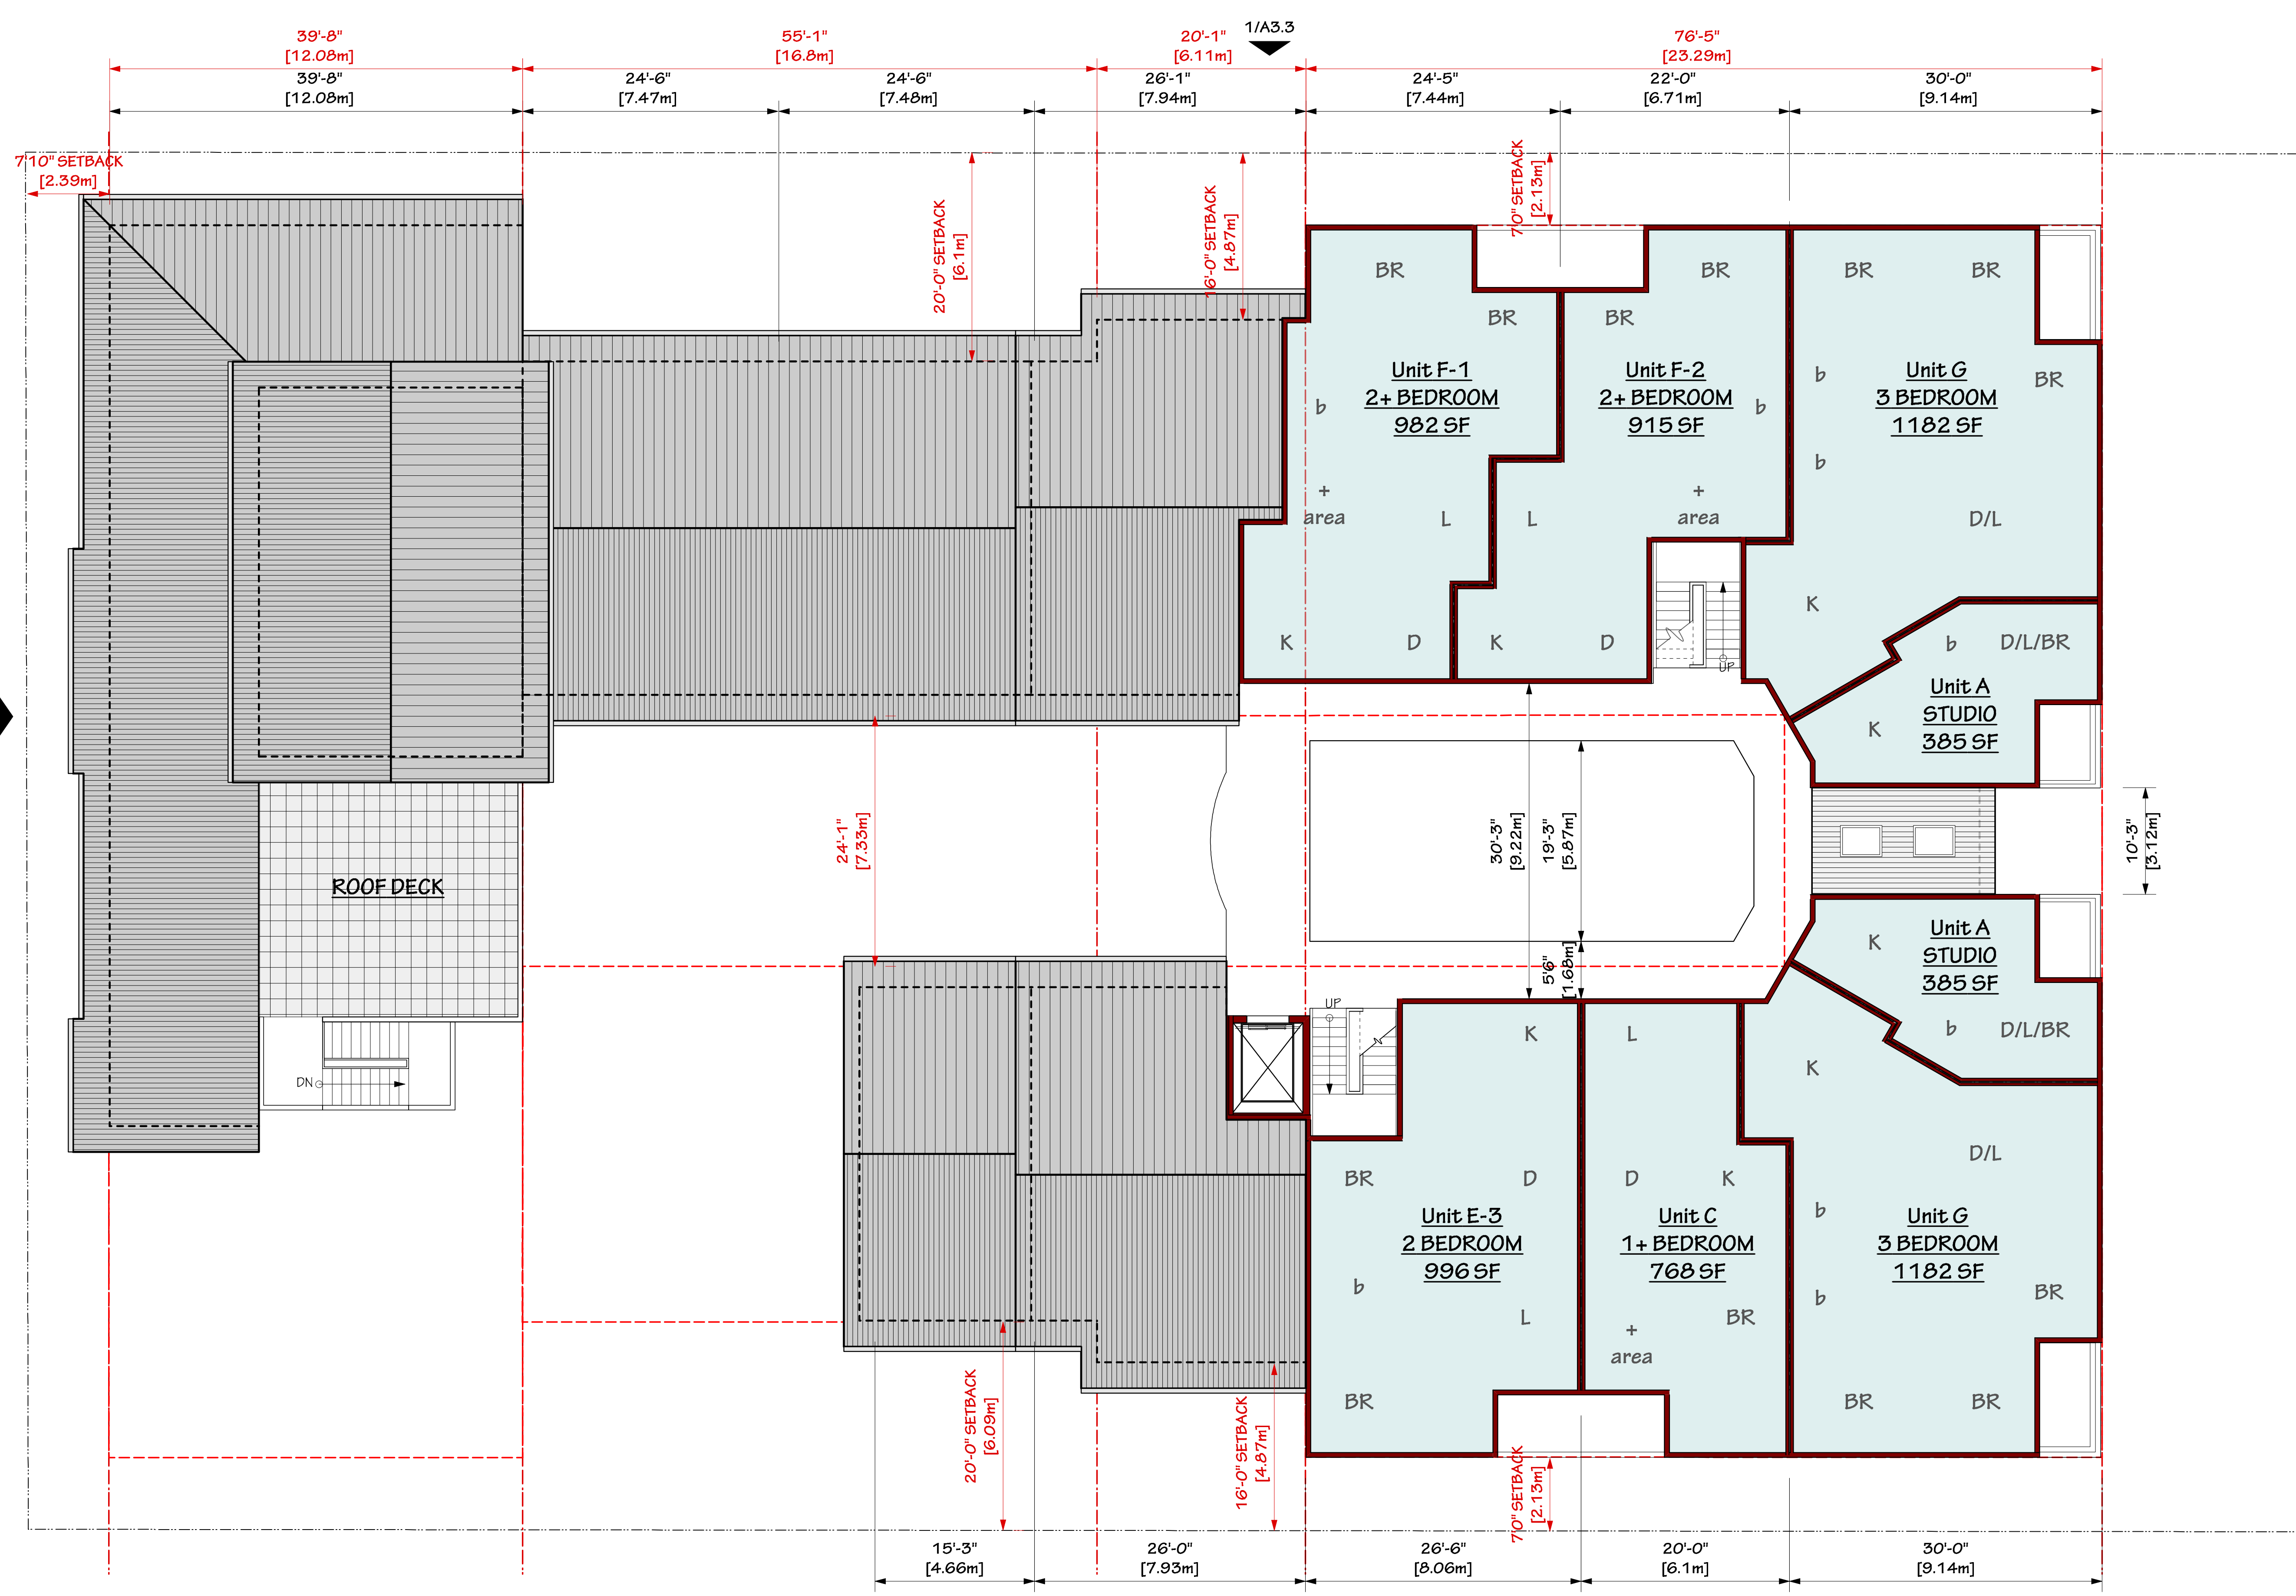 1/A3.3
39'-8"
[12.08m]
55'-1"
[16.8m]
20'-1"
[6.11m]
76'-5"
[23.29m]
39'-8"
[12.08m]
24'-6"
[7.47m]
24'-6"
[7.48m]
26'-1"
[7.94m]
24'-5"
[7.44m]
22'-0"
[6.71m]
30'-0"
[9.14m]
7'10" SETBACK
[2.39m]
20'-0" SETBACK
[6.1m]
16'-0" SETBACK
[4.87m]
7'0" SETBACK
[2.13m]
BR
BR
Unit F-1
2+ BEDROOM
982 SF
b
+
area
L
K
D
BR
BR
Unit F-2
2+ BEDROOM
915 SF
b
+
area
L
K
D
UP
BR
BR
BR
Unit G
3 BEDROOM
1182 SF
b
b
D/L
K
b
D/L/BR
Unit A
STUDIO
385 SF
K
24'-1"
[7.33m]
30'-3"
[9.22m]
19'-3"
[5.87m]
5'6"
[1.68m]
10'-3"
[3.12m]
ROOF DECK
DN
UP
K
Unit A
STUDIO
385 SF
b
D/L/BR
K
BR
D
Unit E-3
2 BEDROOM
996 SF
b
L
BR
L
D
K
Unit C
1+ BEDROOM
768 SF
+
area
BR
K
D/L
b
Unit G
3 BEDROOM
1182 SF
b
BR
BR
BR
20'-0" SETBACK
[6.09m]
16'-0" SETBACK
[4.87m]
7'0" SETBACK
[2.13m]
15'-3"
[4.66m]
26'-0"
[7.93m]
26'-6"
[8.06m]
20'-0"
[6.1m]
30'-0"
[9.14m]